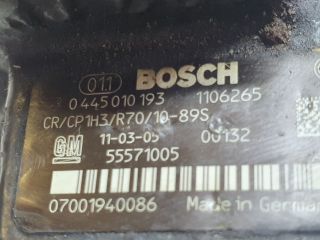 011 BOSCH
0 445 010 193 1106265
CR/CP1H3/R70/10-89S
GM 11-03-05 00132
55571005
07001940086 Made in German